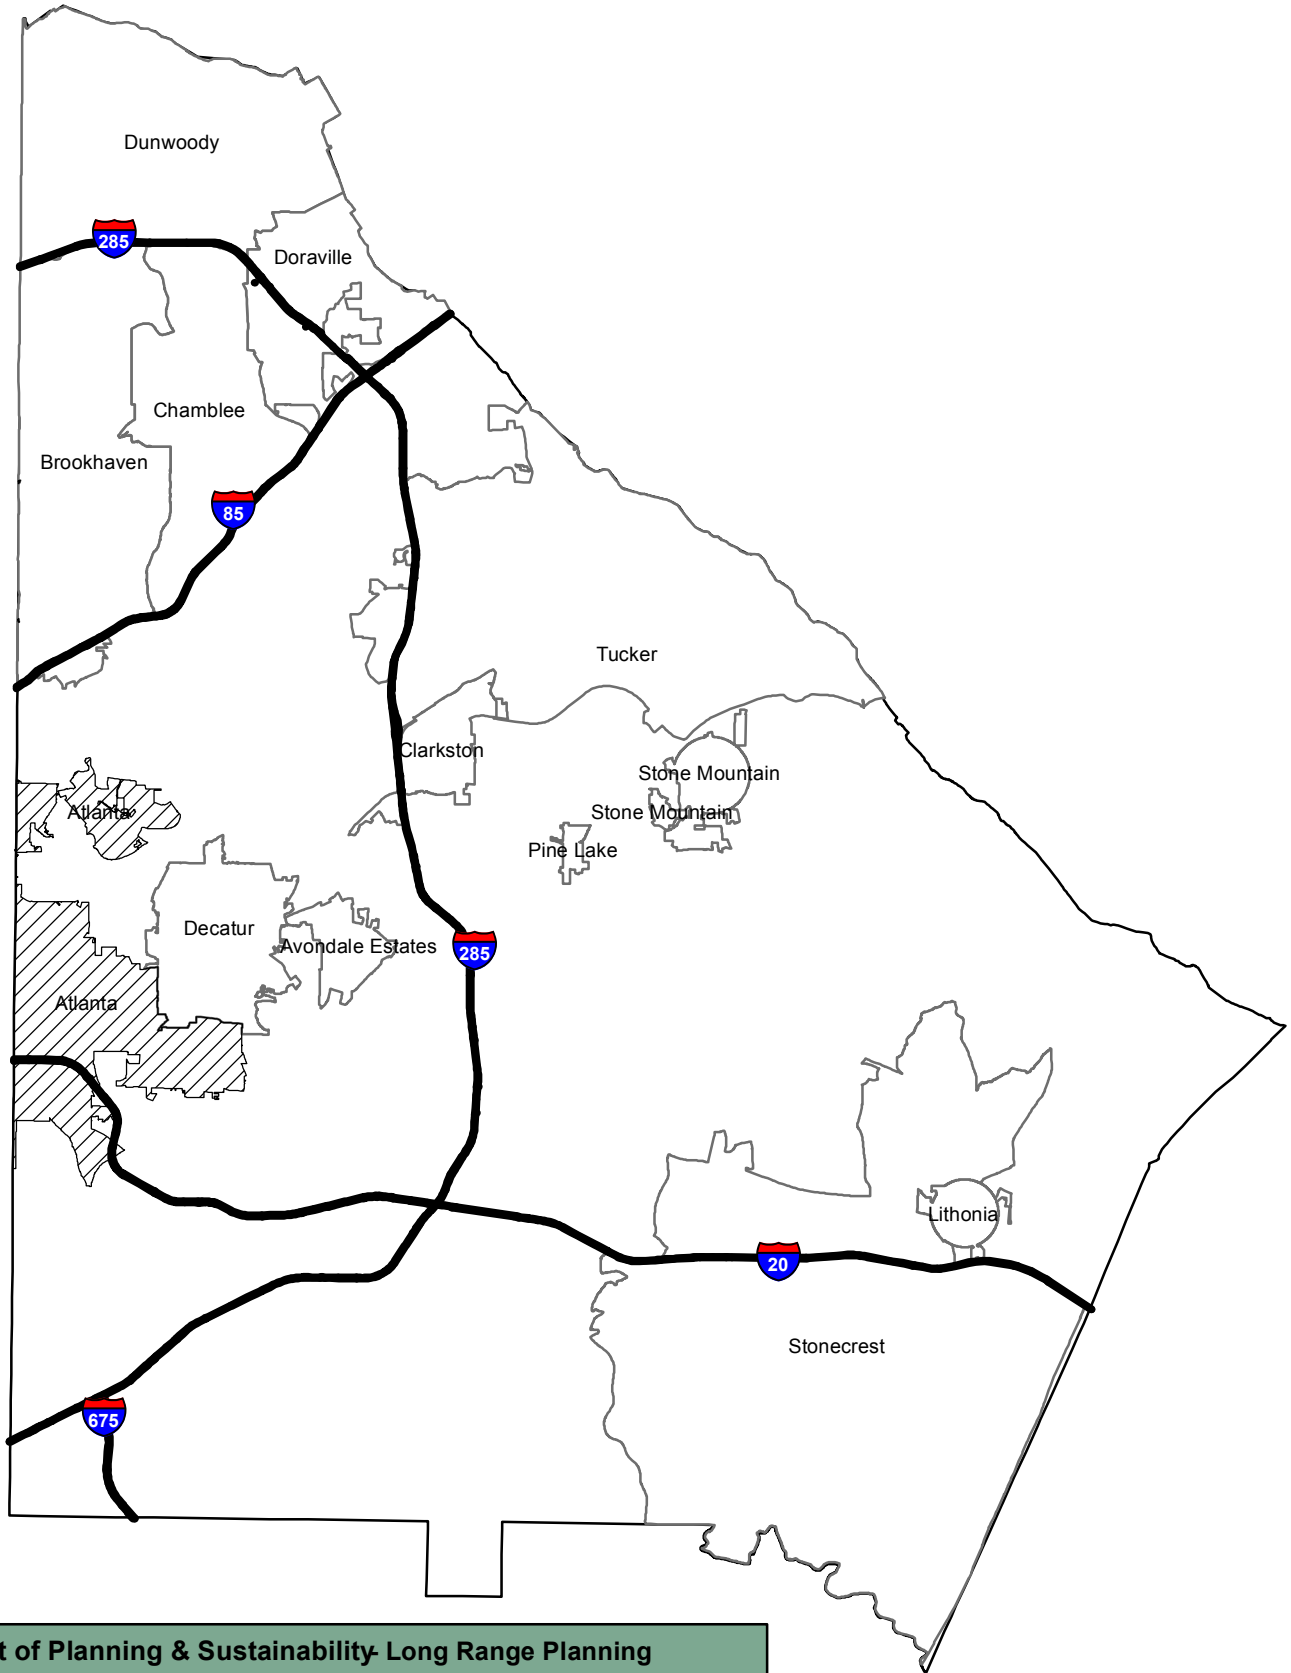 Dunwoody
285
Doraville
Chamblee
Brookhaven
85
Tucker
Clarkston
Stone Mountain
Atlanta
Stone Mountain
Pine Lake
Decatur
Avondale Estates
285
Atlanta
Lithonia
20
Stonecrest
675
t of Planning & Sustainability- Long Range Planning